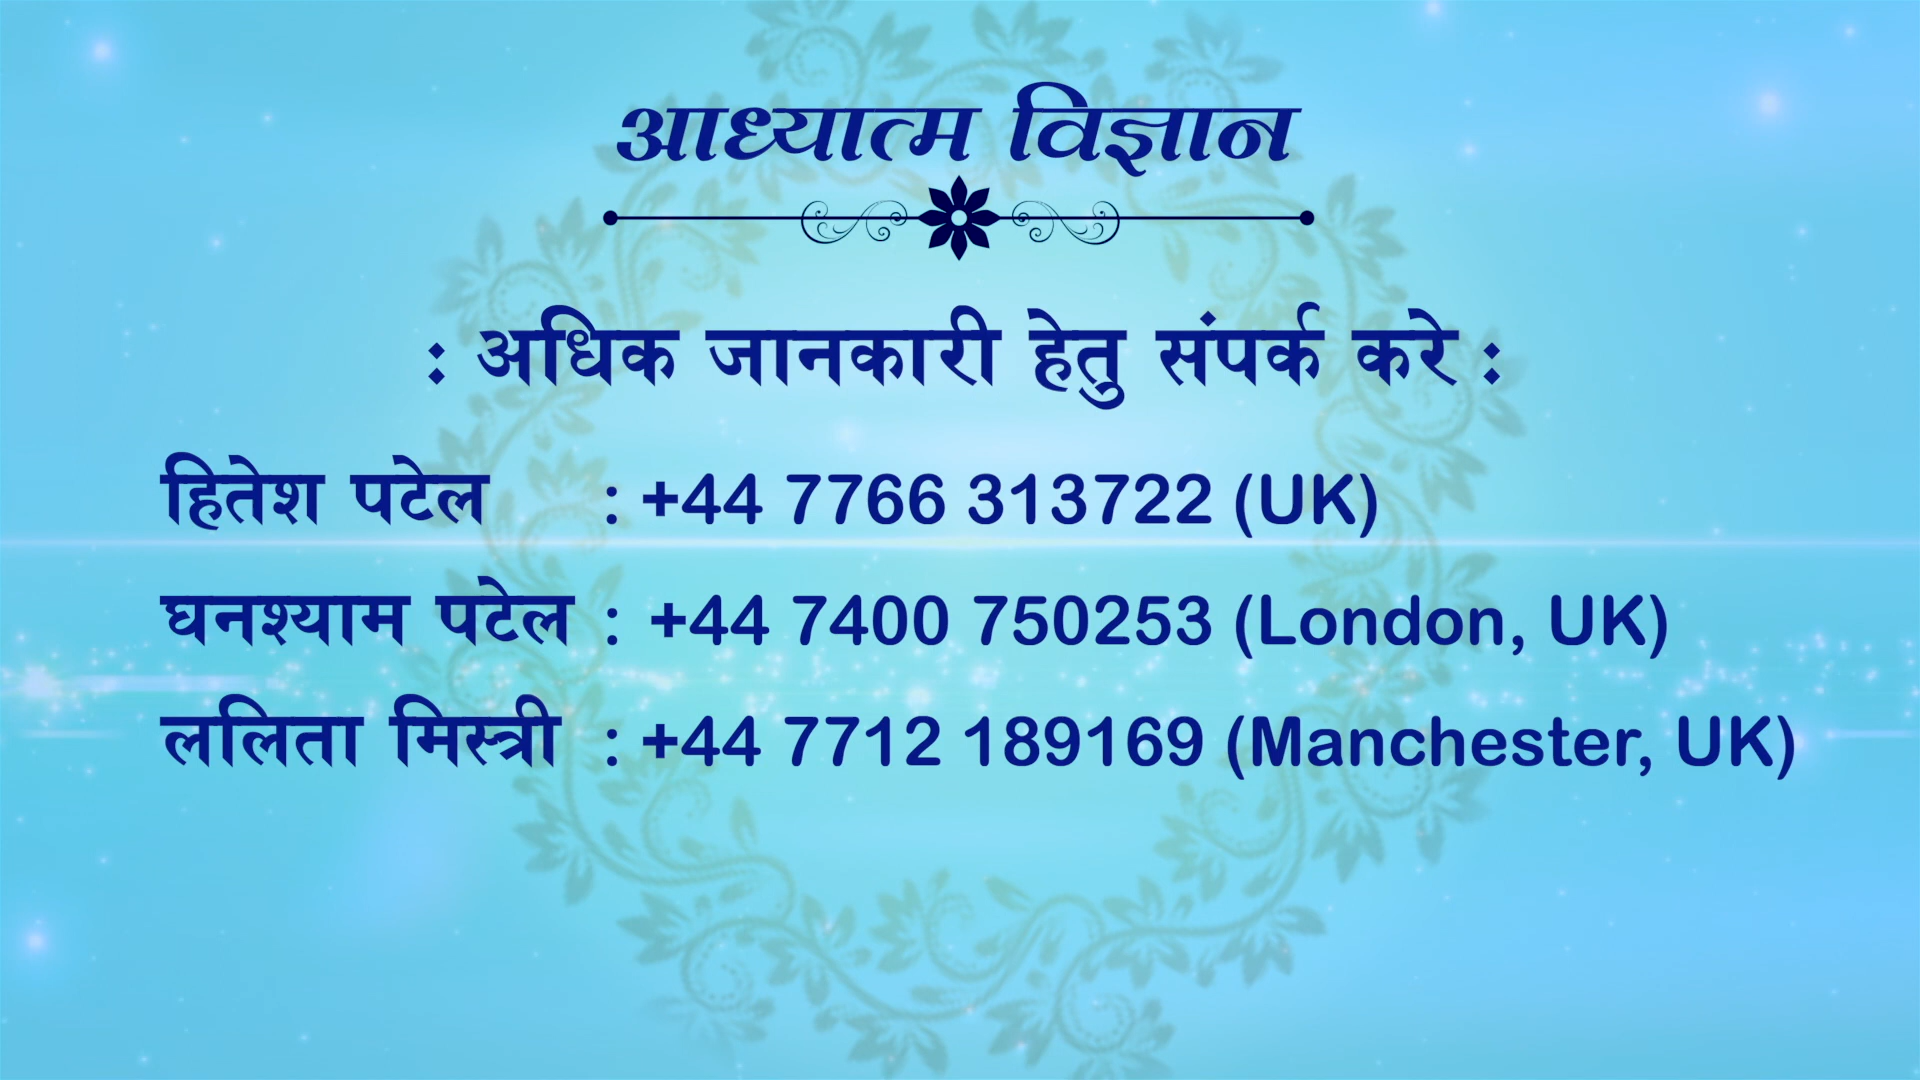 आध्यात्म विज्ञान
: अधिक जानकारी हेतु संपर्क करे :
हितेश पटेल : +44 7766 313722 (UK)
घनश्याम पटेल : +44 7400 750253 (London, UK)
ललिता मिस्त्री : +44 7712 189169 (Manchester, UK)